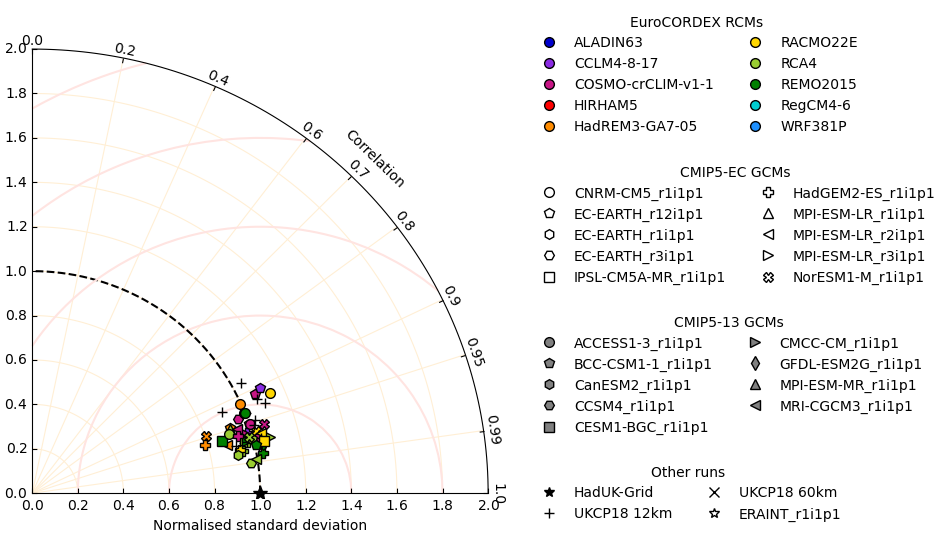 0.0
0.2
0.4
0.6
0.7
0.8
0.9
0.95
0.99
1.0
Correlation
2.0
1.8
1.6
1.4
1.2
1.0
0.8
0.6
0.4
0.2
0.0
0.0 0.2 0.4 0.6 0.8 1.0 1.2 1.4 1.6 1.8 2.0
Normalised standard deviation
EuroCORDEX RCMs
ALADIN63
CCLM4-8-17
COSMO-crCLIM-v1-1
HIRHAM5
HadREM3-GA7-05
RACMO22E
RCA4
REMO2015
RegCM4-6
WRF381P
CMIP5-EC GCMs
CNRM-CM5_r1i1p1
EC-EARTH_r12i1p1
EC-EARTH_r1i1p1
EC-EARTH_r3i1p1
IPSL-CM5A-MR_r1i1p1
HadGEM2-ES_r1i1p1
MPI-ESM-LR_r1i1p1
MPI-ESM-LR_r2i1p1
MPI-ESM-LR_r3i1p1
NorESM1-M_r1i1p1
CMIP5-13 GCMs
ACCESS1-3_r1i1p1
BCC-CSM1-1_r1i1p1
CanESM2_r1i1p1
CCSM4_r1i1p1
CESM1-BGC_r1i1p1
CMCC-CM_r1i1p1
GFDL-ESM2G_r1i1p1
MPI-ESM-MR_r1i1p1
MRI-CGCM3_r1i1p1
Other runs
HadUK-Grid
UKCP18 12km
UKCP18 60km
ERAINT_r1i1p1